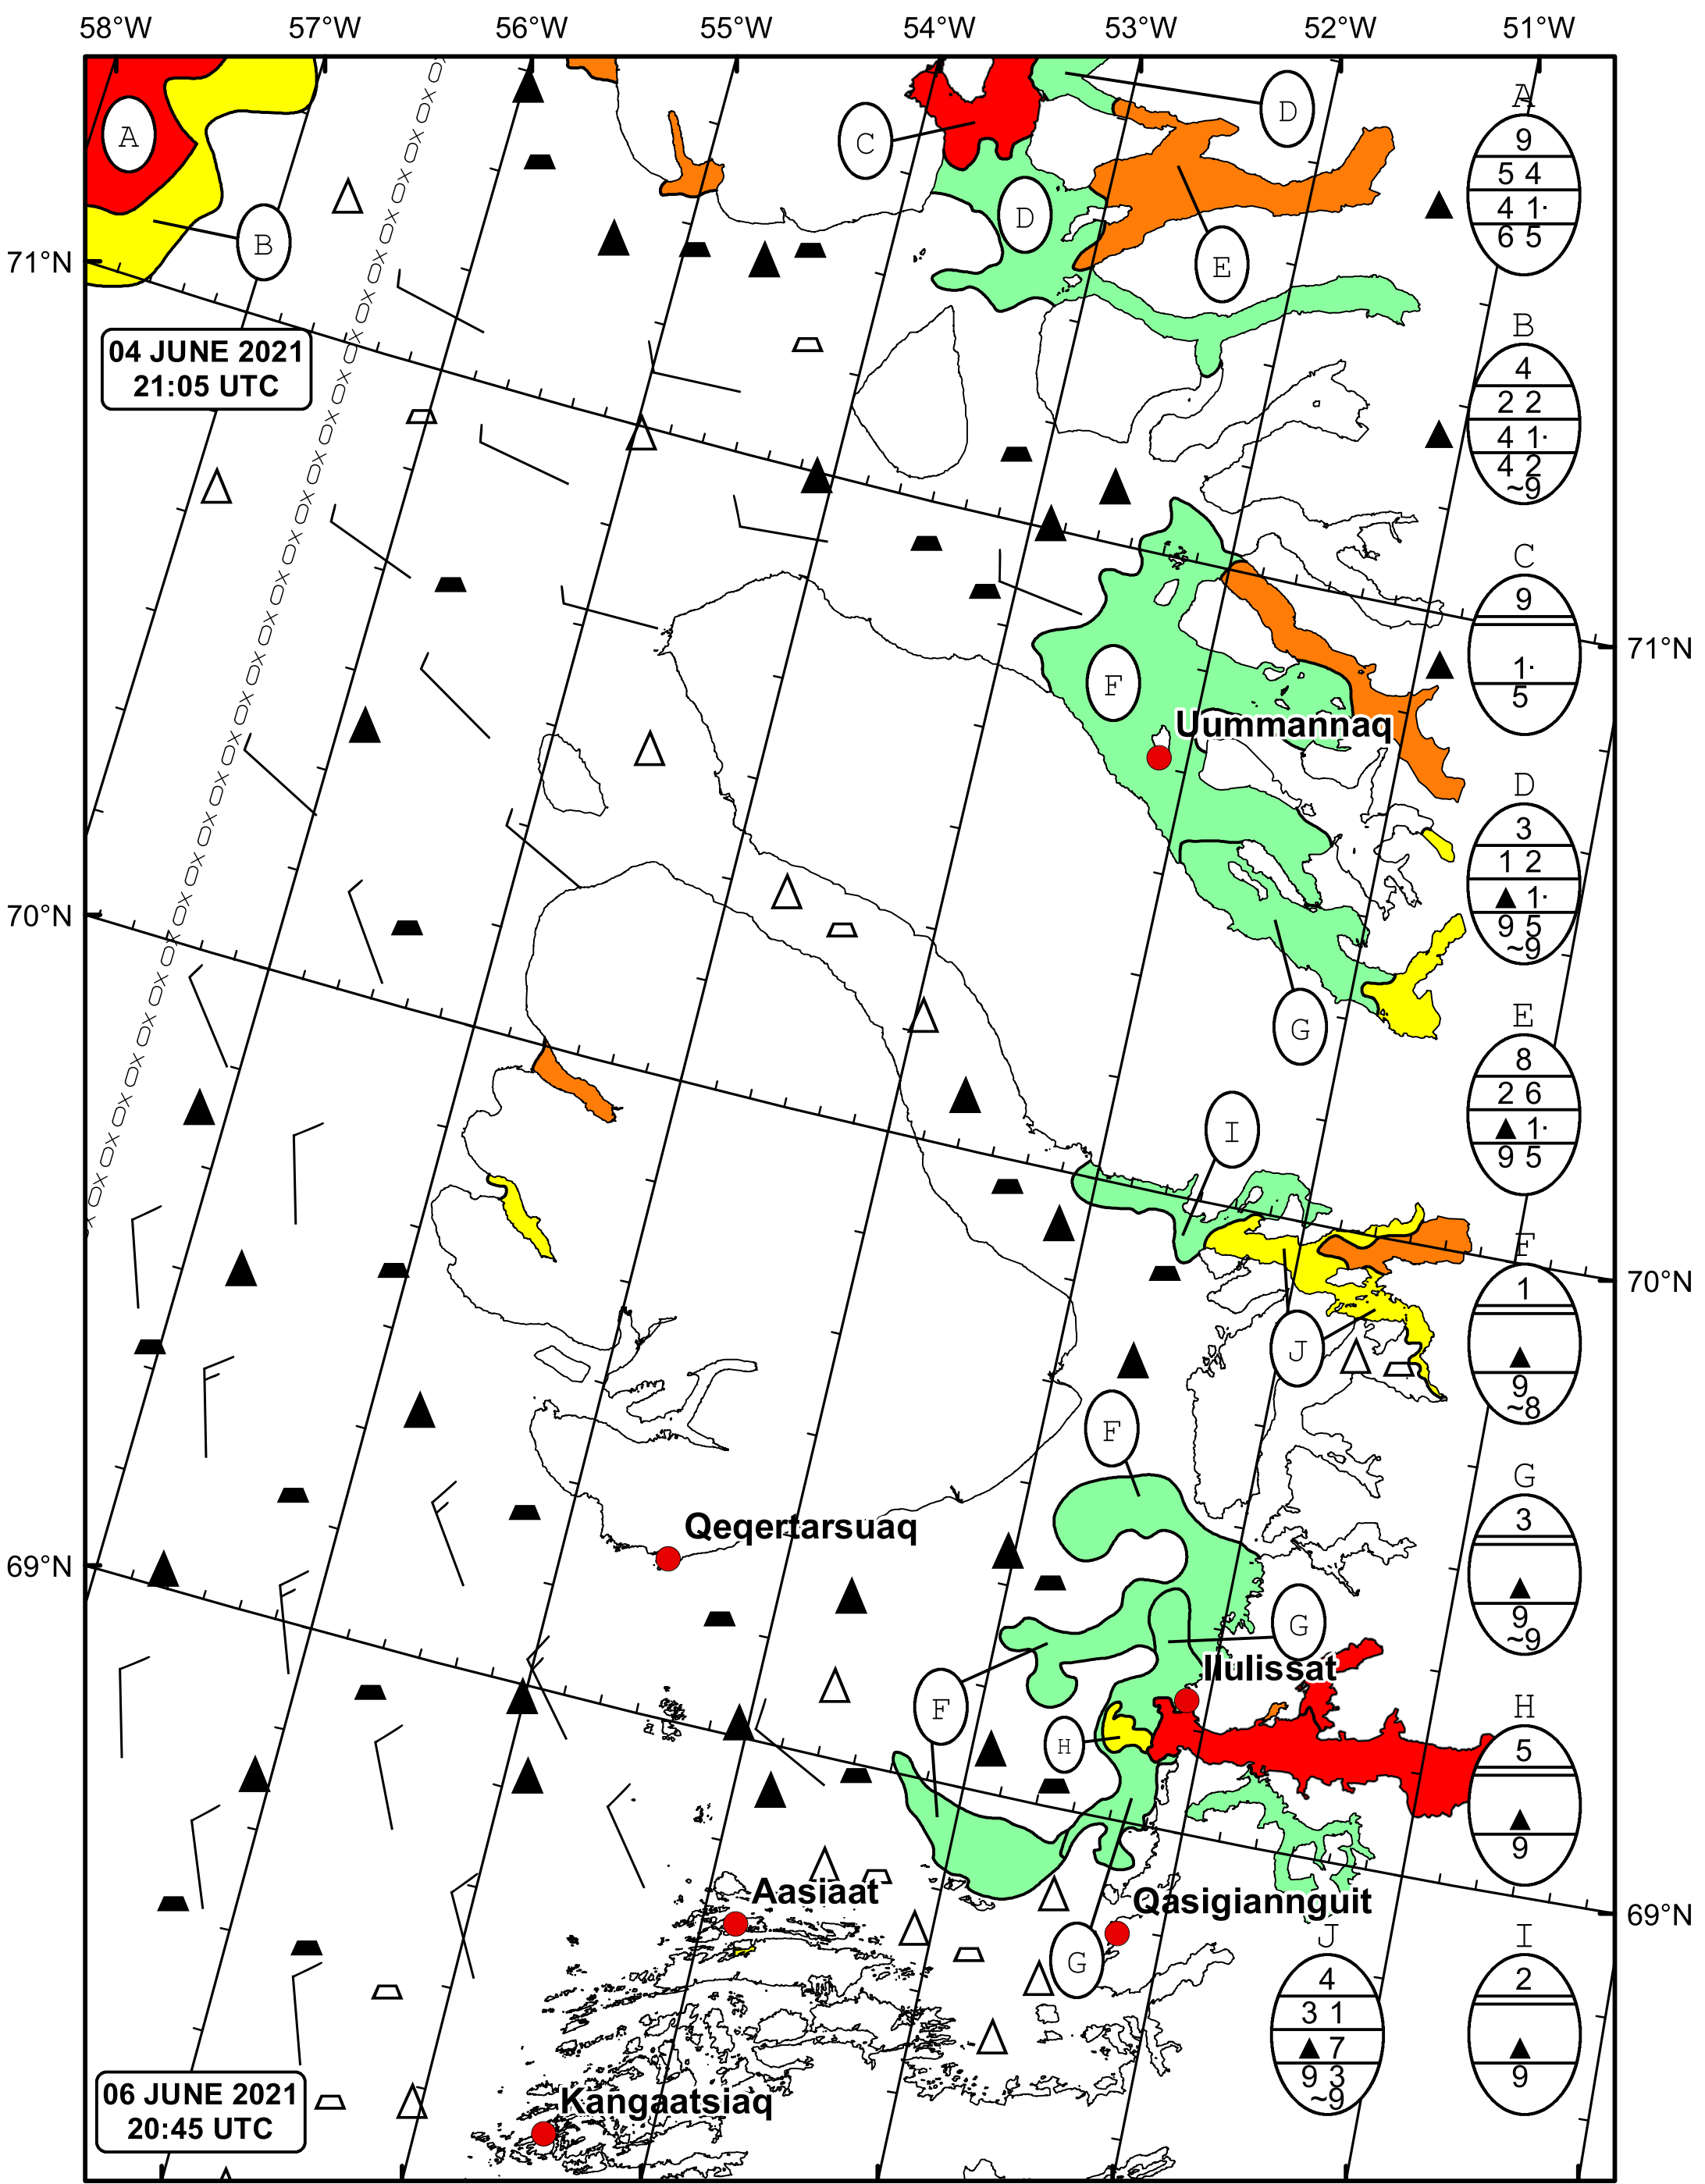 58°W 57°W 56°W 55°W 54°W 53°W 52°W 51°W
A
9
5 4
4 1·
6 5
A
D
C
D
B
E
71°N
04 JUNE 2021
21:05 UTC
B
4
2 2
4 1·
4 2
~9
C
9
1·
5
71°N
F
Uummannaq
D
3
1 2
▲ 1·
9 5
~9
70°N
G
E
8
2 6
▲ 1·
9 5
I
F
1
▲
9
~8
70°N
J
F
G
3
▲
9
~9
Qeqertarsuaq
69°N
G
Ilulissat
F
H
H
5
▲
9
Aasiaat
Qasigiannguit
69°N
G
J
4
3 1
▲ 7
9 3
~9
I
2
▲
9
06 JUNE 2021
20:45 UTC
Kangaatsiaq